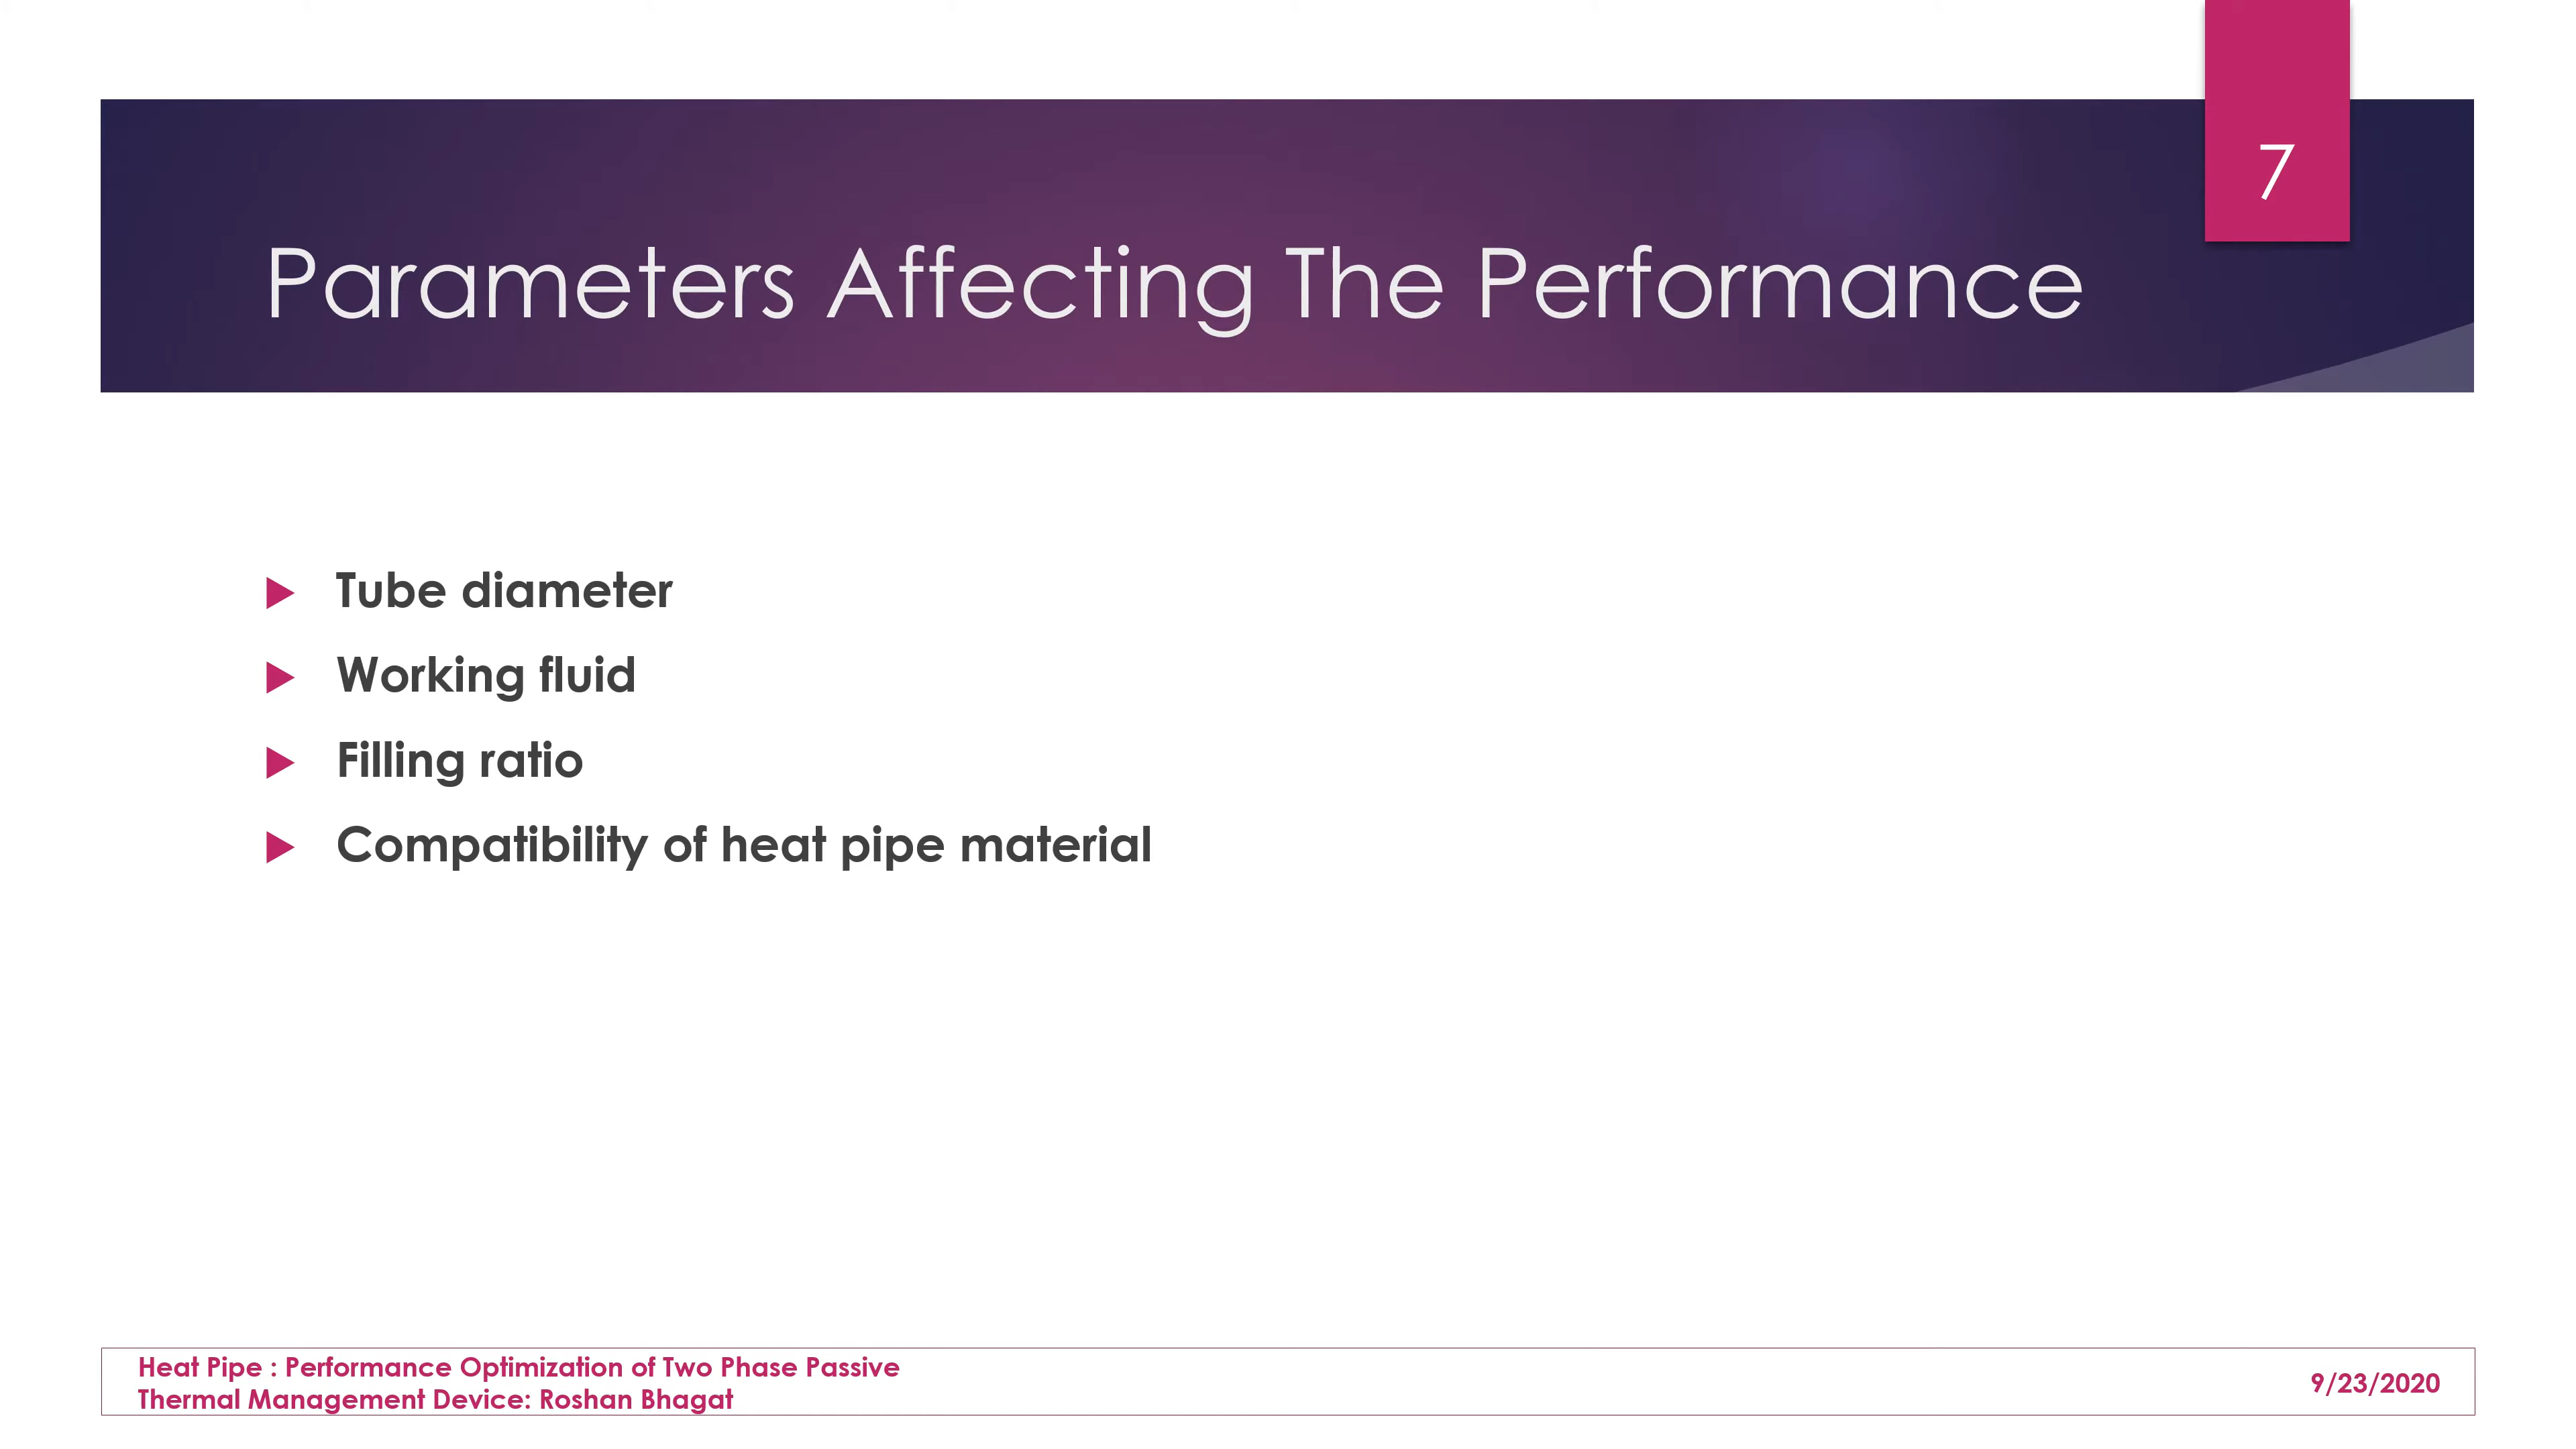 7
Parameters Affecting The Performance
Tube diameter
Working fluid
Filling ratio
Compatibility of heat pipe material
Heat Pipe : Performance Optimization of Two Phase Passive
Thermal Management Device: Roshan Bhagat
9/23/2020